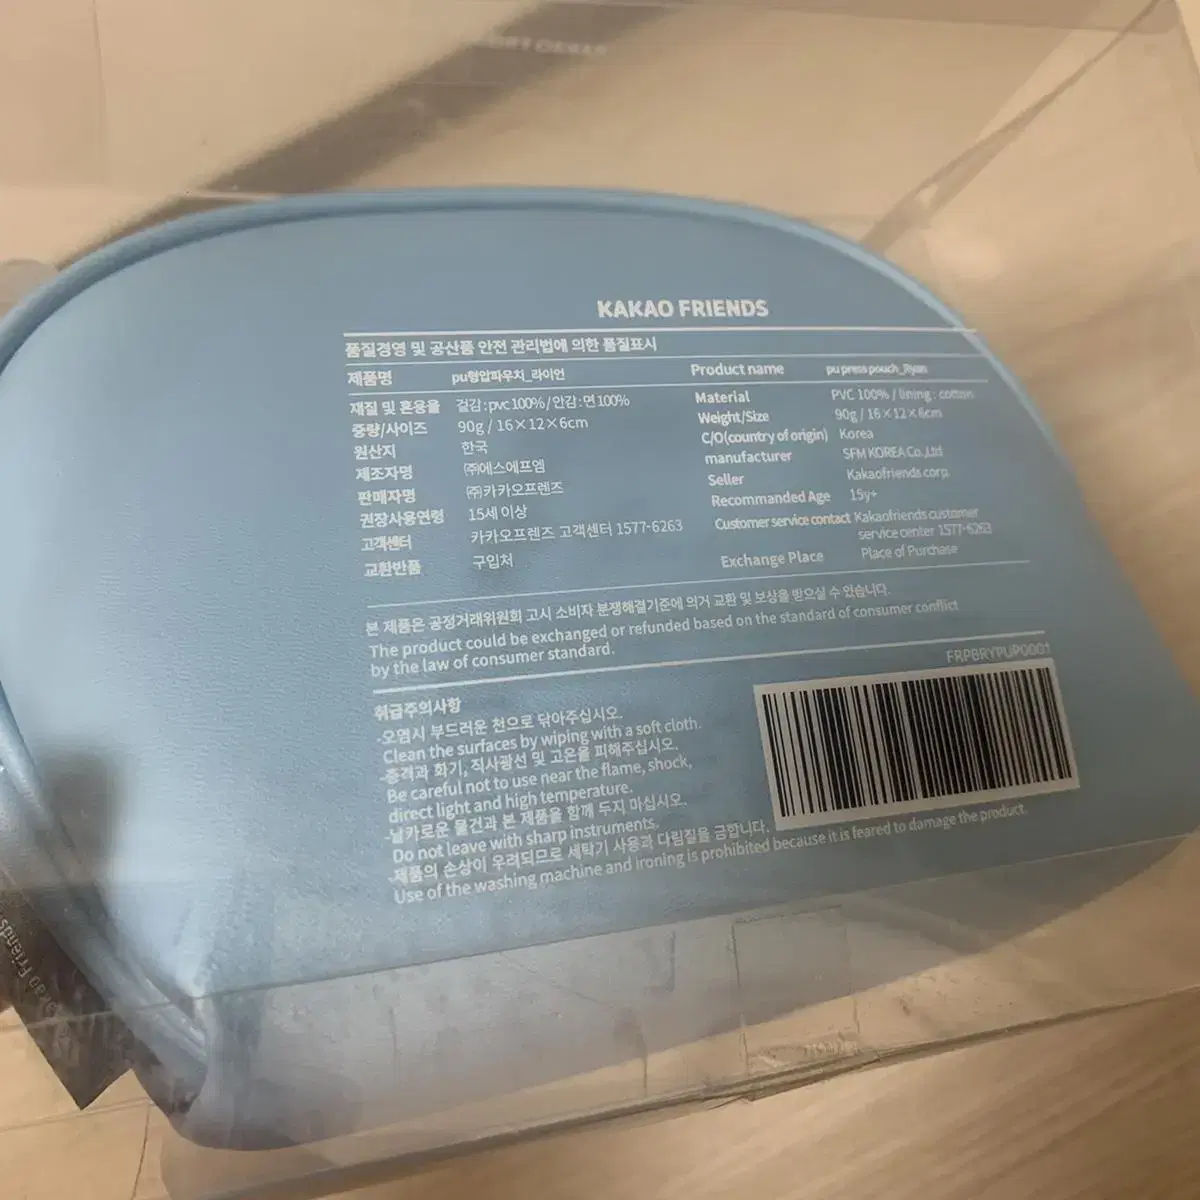 KAKAO FRIENDS
품질경영 및 공산품 안전 관리법에 의한 품질표시
제품명 pu형압파우치_라이언 Product name pu press pouch_Ryan
재질 및 혼용율 겉감 : pvc 100% / 안감 : 면 100% Material PVC 100% / lining : cotton
중량/사이즈 90g / 16×12×6cm Weight/Size 90g / 16×12×6cm
원산지 한국 C/O(country of origin) Korea
제조자명 ㈜에스에프엠 manufacturer SFM KOREA Co.,Ltd
판매자명 ㈜카카오프렌즈 Seller Kakaofriends corp.
권장사용연령 15세 이상 Recommanded Age 15y+
고객센터 카카오프렌즈 고객센터 1577-6263 Customer service contact Kakaofriends customer
service center 1577-6263
교환반품 구입처 Exchange Place Place of Purchase
본 제품은 공정거래위원회 고시 소비자 분쟁해결기준에 의거 교환 및 보상을 받으실 수 있습니다.
The product could be exchanged or refunded based on the standard of consumer conflict
by the law of consumer standard.
FRPBRYPUP0001
취급주의사항
-오염시 부드러운 천으로 닦아주십시오.
Clean the surfaces by wiping with a soft cloth.
-충격과 화기, 직사광선 및 고온을 피해주십시오.
Be careful not to use near the flame, shock,
direct light and high temperature.
-날카로운 물건과 본 제품을 함께 두지 마십시오.
Do not leave with sharp instruments.
-제품의 손상이 우려되므로 세탁기 사용과 다림질을 금합니다.
Use of the washing machine and ironing is prohibited because it is feared to damage the product.
Kakao Friends